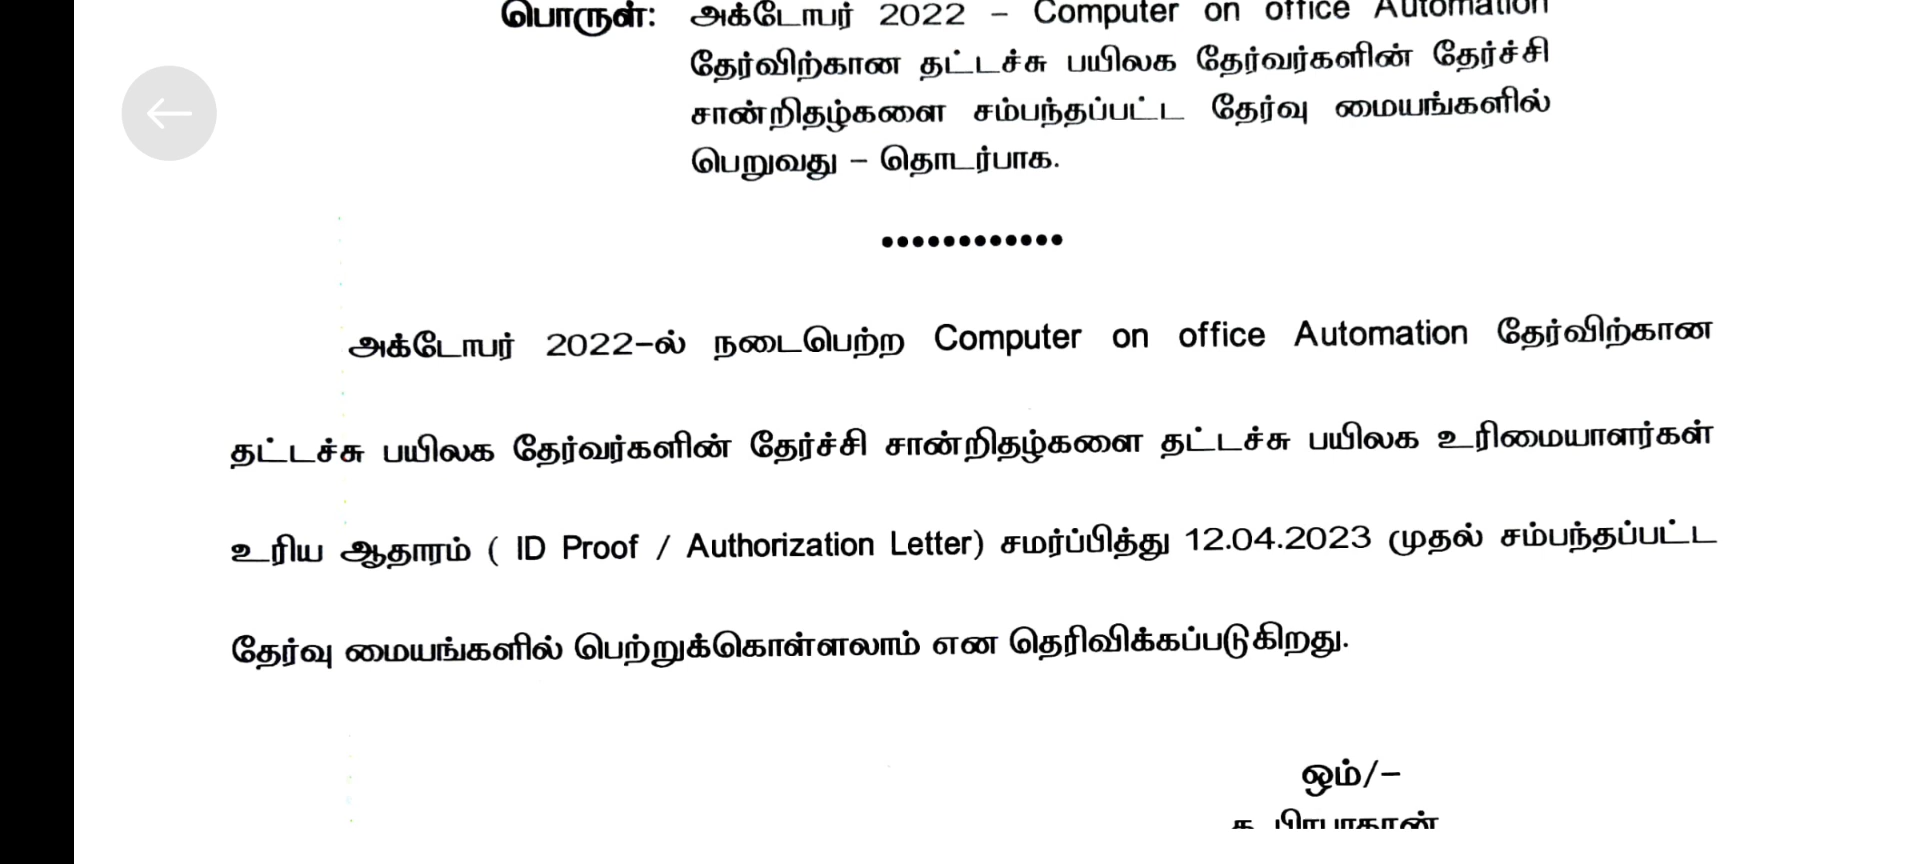 பொருள்: அக்டோபர் 2022 – Computer on office Automation
தேர்விற்கான தட்டச்சு பயிலக தேர்வர்களின் தேர்ச்சி
சான்றிதழ்களை சம்பந்தப்பட்ட தேர்வு மையங்களில்
பெறுவது – தொடர்பாக.
••••••••••••
அக்டோபர் 2022–ல் நடைபெற்ற Computer on office Automation தேர்விற்கான
தட்டச்சு பயிலக தேர்வர்களின் தேர்ச்சி சான்றிதழ்களை தட்டச்சு பயிலக உரிமையாளர்கள்
உரிய ஆதாரம் ( ID Proof / Authorization Letter) சமர்ப்பித்து 12.04.2023 முதல் சம்பந்தப்பட்ட
தேர்வு மையங்களில் பெற்றுக்கொள்ளலாம் என தெரிவிக்கப்படுகிறது.
ஒம்/–